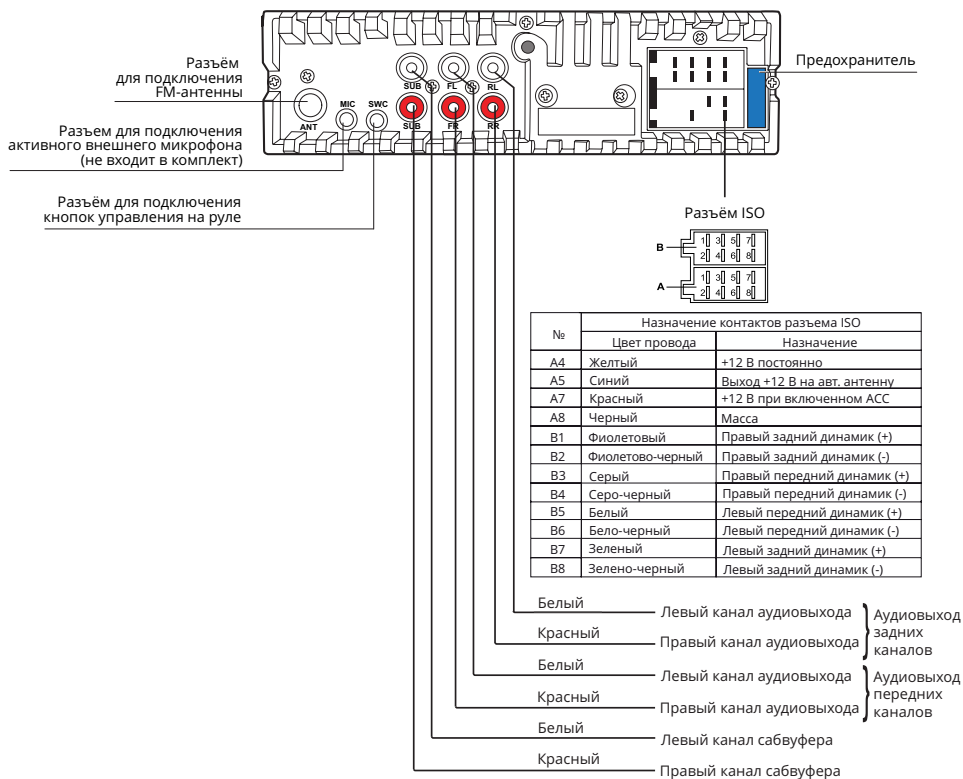 Разъём
для подключения
FM-антенны
Разъем для подключения
активного внешнего микрофона
(не входит в комплект)
Разъём для подключения
кнопок управления на руле
Предохранитель
SUB FL RL
MIC SWC
ANT
SUB FR RR
Разъём ISO
B
1 3 5 7
2 4 6 8
A
1 3 5 7
2 4 6 8
№ Назначение контактов разъема ISO
Цвет провода Назначение
A4 Желтый +12 В постоянно
A5 Синий Выход +12 В на авт. антенну
A7 Красный +12 В при включенном ACC
A8 Черный Масса
B1 Фиолетовый Правый задний динамик (+)
B2 Фиолетово-черный Правый задний динамик (-)
B3 Серый Правый передний динамик (+)
B4 Серо-черный Правый передний динамик (-)
B5 Белый Левый передний динамик (+)
B6 Бело-черный Левый передний динамик (-)
B7 Зеленый Левый задний динамик (+)
B8 Зелено-черный Левый задний динамик (-)
Белый Левый канал аудиовыхода
Красный Правый канал аудиовыхода
Аудиовыход
задних
каналов
Белый Левый канал аудиовыхода
Красный Правый канал аудиовыхода
Аудиовыход
передних
каналов
Белый Левый канал сабвуфера
Красный Правый канал сабвуфера